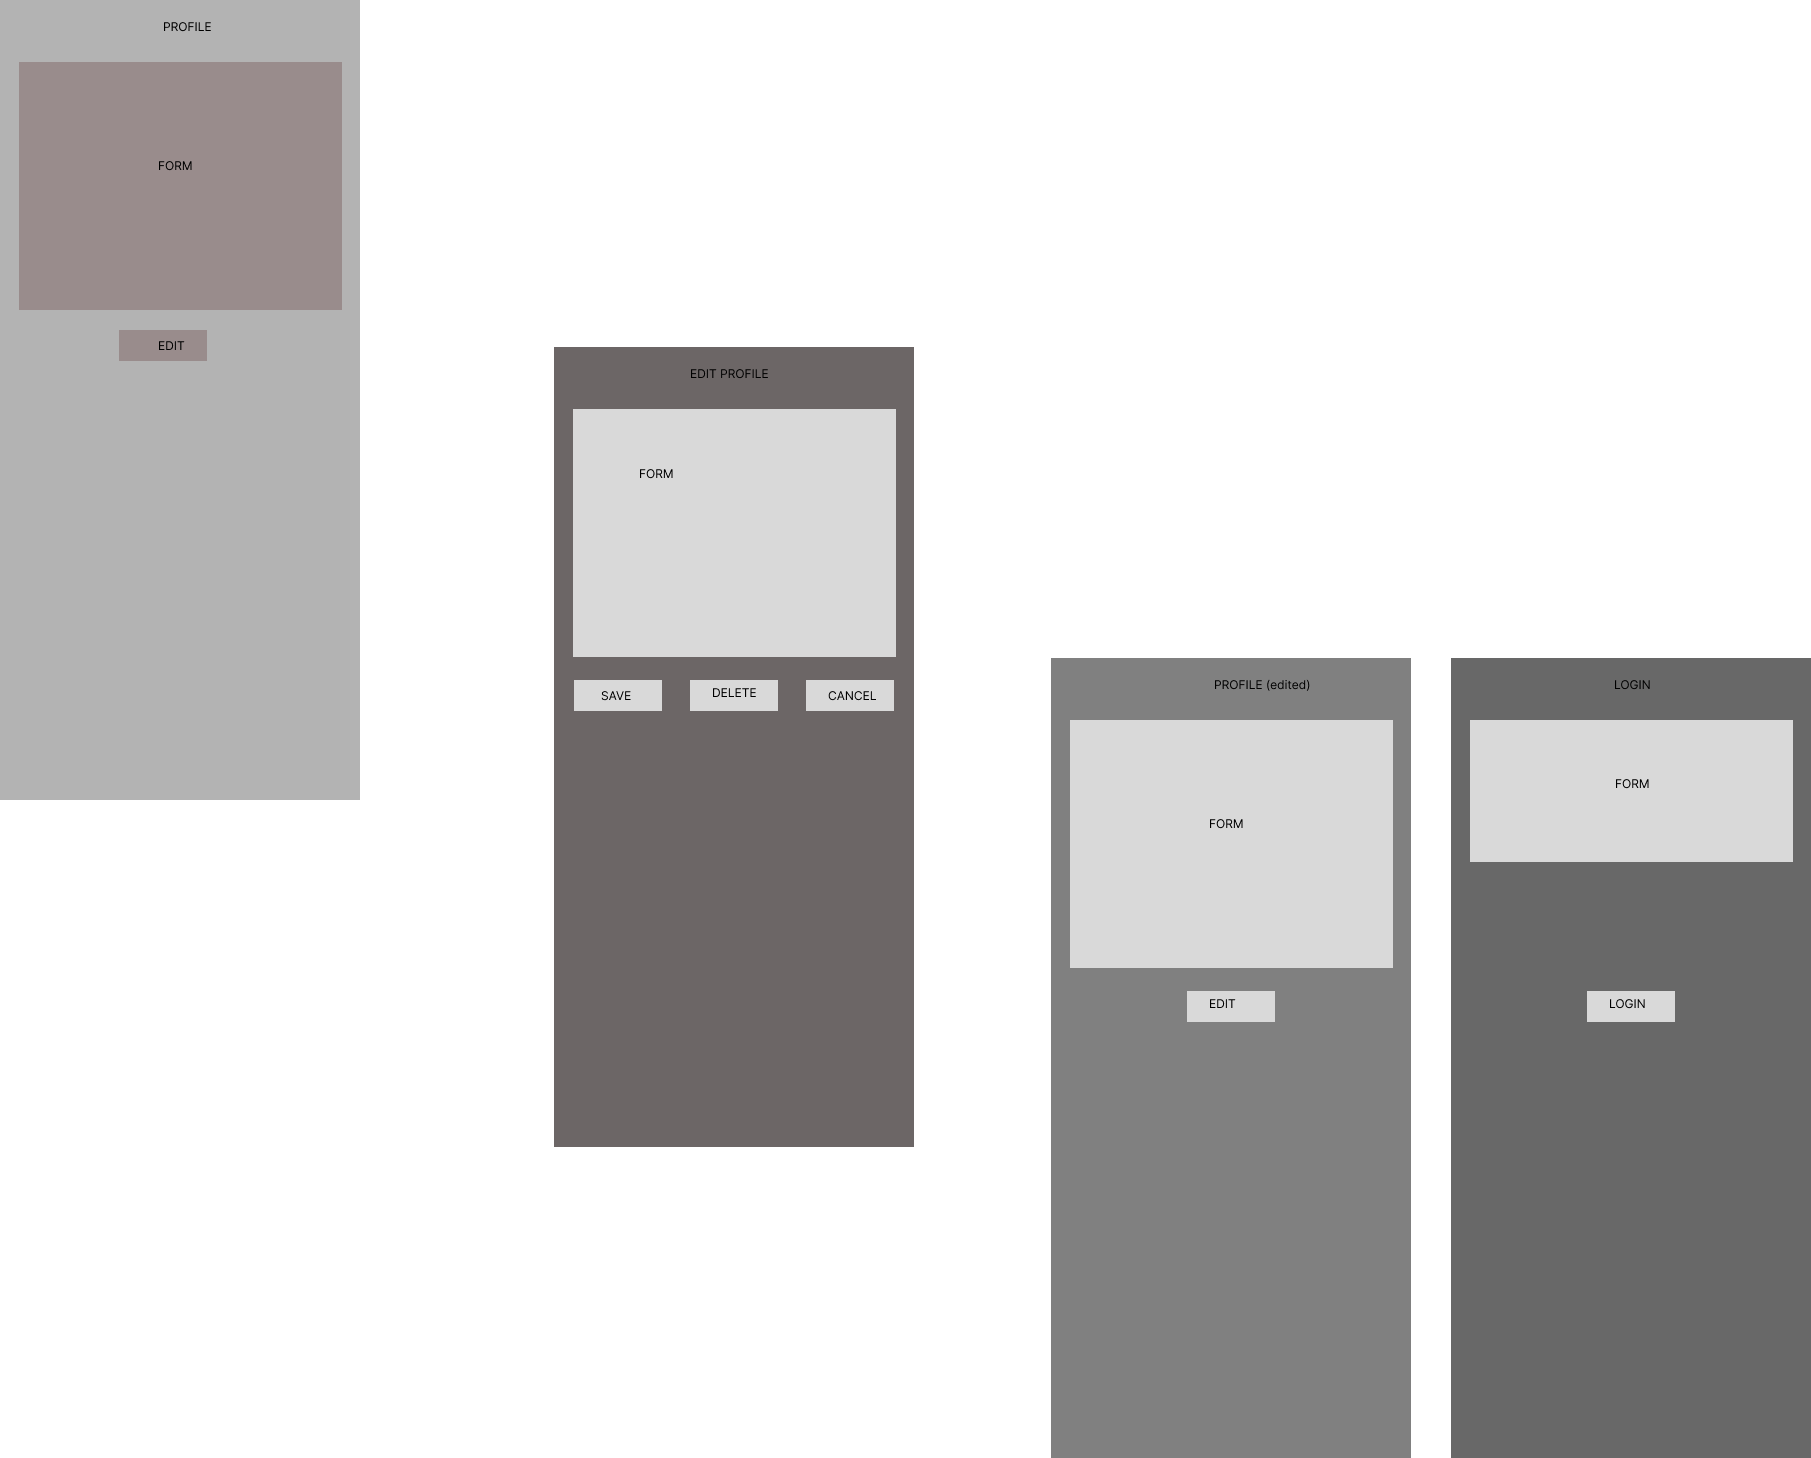 PROFILE
FORM
EDIT
EDIT PROFILE
FORM
SAVE
DELETE
CANCEL
PROFILE (edited)
FORM
EDIT
LOGIN
FORM
LOGIN